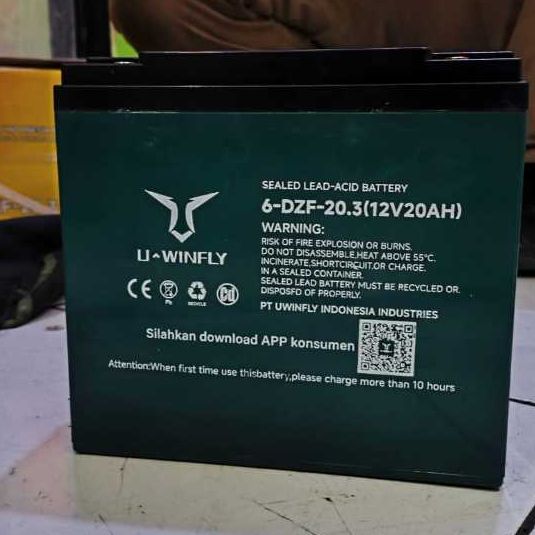 SEALED LEAD-ACID BATTERY
6-DZF-20.3(12V20AH)
WARNING:
RISK OF FIRE EXPLOSION OR BURNS.
DO NOT DISASSEMBLE,HEAT ABOVE 55°C.
INCINERATE,SHORTCIRCUIT,OR CHARGE.
IN A SEALED CONTAINER.
SEALED LEAD BATTERY MUST BE RECYCLED OR.
DISPOSFD OF PROPERLY.
U-WINFLY
CE
Pb
RECYCLE
PT UWINFLY INDONESIA INDUSTRIES
Silahkan download APP konsumen
Attention:When first time use thisbattery,please charge more than 10 hours